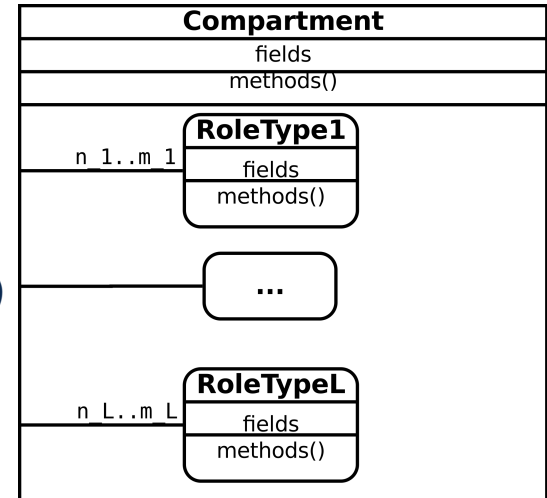 Compartment
fields
methods()
RoleType1
n_1..m_1
fields
methods()
...
RoleTypeL
n_L..m_L
fields
methods()